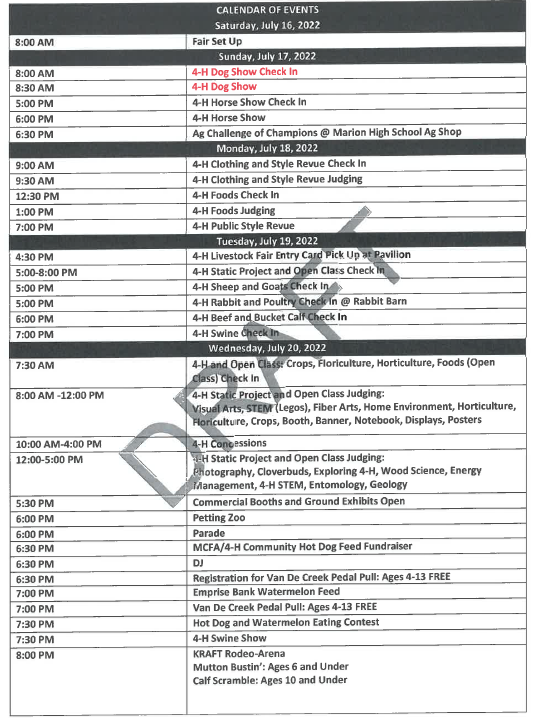 CALENDAR OF EVENTS
Saturday, July 16, 2022
8:00 AM Fair Set Up
Sunday, July 17, 2022
8:00 AM 4-H Dog Show Check In
8:30 AM 4-H Dog Show
5:00 PM 4-H Horse Show Check In
6:00 PM 4-H Horse Show
6:30 PM Ag Challenge of Champions @ Marion High School Ag Shop
Monday, July 18, 2022
9:00 AM 4-H Clothing and Style Revue Check In
9:30 AM 4-H Clothing and Style Revue Judging
12:30 PM 4-H Foods Check In
1:00 PM 4-H Foods Judging
7:00 PM 4-H Public Style Revue
Tuesday, July 19, 2022
4:30 PM 4-H Livestock Fair Entry Card Pick Up at Pavilion
5:00-8:00 PM 4-H Static Project and Open Class Check In
5:00 PM 4-H Sheep and Goats Check In
5:00 PM 4-H Rabbit and Poultry Check In @ Rabbit Barn
6:00 PM 4-H Beef and Bucket Calf Check In
7:00 PM 4-H Swine Check In
Wednesday, July 20, 2022
7:30 AM 4-H and Open Class: Crops, Floriculture, Horticulture, Foods (Open
Class) Check In
8:00 AM -12:00 PM 4-H Static Project and Open Class Judging:
Visual Arts, STEM (Legos), Fiber Arts, Home Environment, Horticulture,
Floriculture, Crops, Booth, Banner, Notebook, Displays, Posters
10:00 AM-4:00 PM 4-H Concessions
12:00-5:00 PM 4-H Static Project and Open Class Judging:
Photography, Cloverbuds, Exploring 4-H, Wood Science, Energy
Management, 4-H STEM, Entomology, Geology
5:30 PM Commercial Booths and Ground Exhibits Open
6:00 PM Petting Zoo
6:00 PM Parade
6:30 PM MCFA/4-H Community Hot Dog Feed Fundraiser
6:30 PM DJ
6:30 PM Registration for Van De Creek Pedal Pull: Ages 4-13 FREE
7:00 PM Emprise Bank Watermelon Feed
7:00 PM Van De Creek Pedal Pull: Ages 4-13 FREE
7:30 PM Hot Dog and Watermelon Eating Contest
7:30 PM 4-H Swine Show
8:00 PM KRAFT Rodeo-Arena
Mutton Bustin': Ages 6 and Under
Calf Scramble: Ages 10 and Under
DRAFT